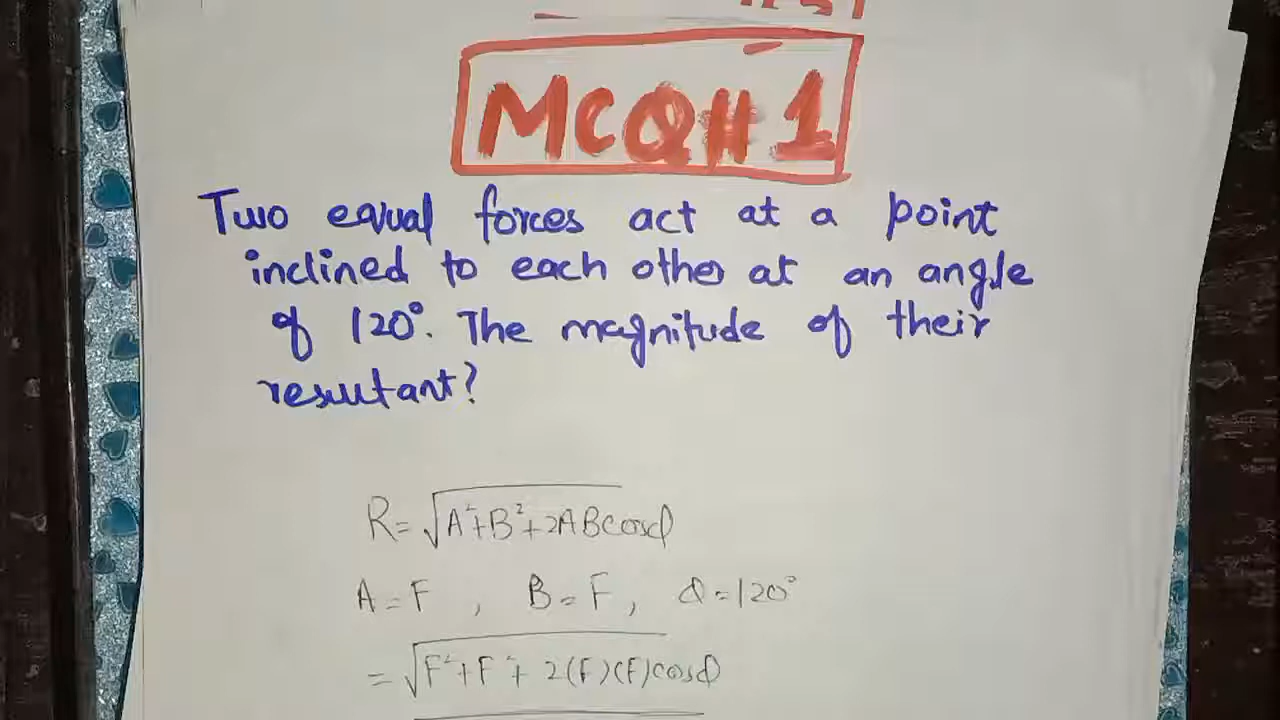 MCQ# 1
Two equal forces act at a point
inclined to each other at an angle
of 120°. The magnitude of their
resultant?
R=√A²+B²+2ABcosθ
A=F , B=F, θ=120°
=√F²+F²+2(F)(F)cosθ